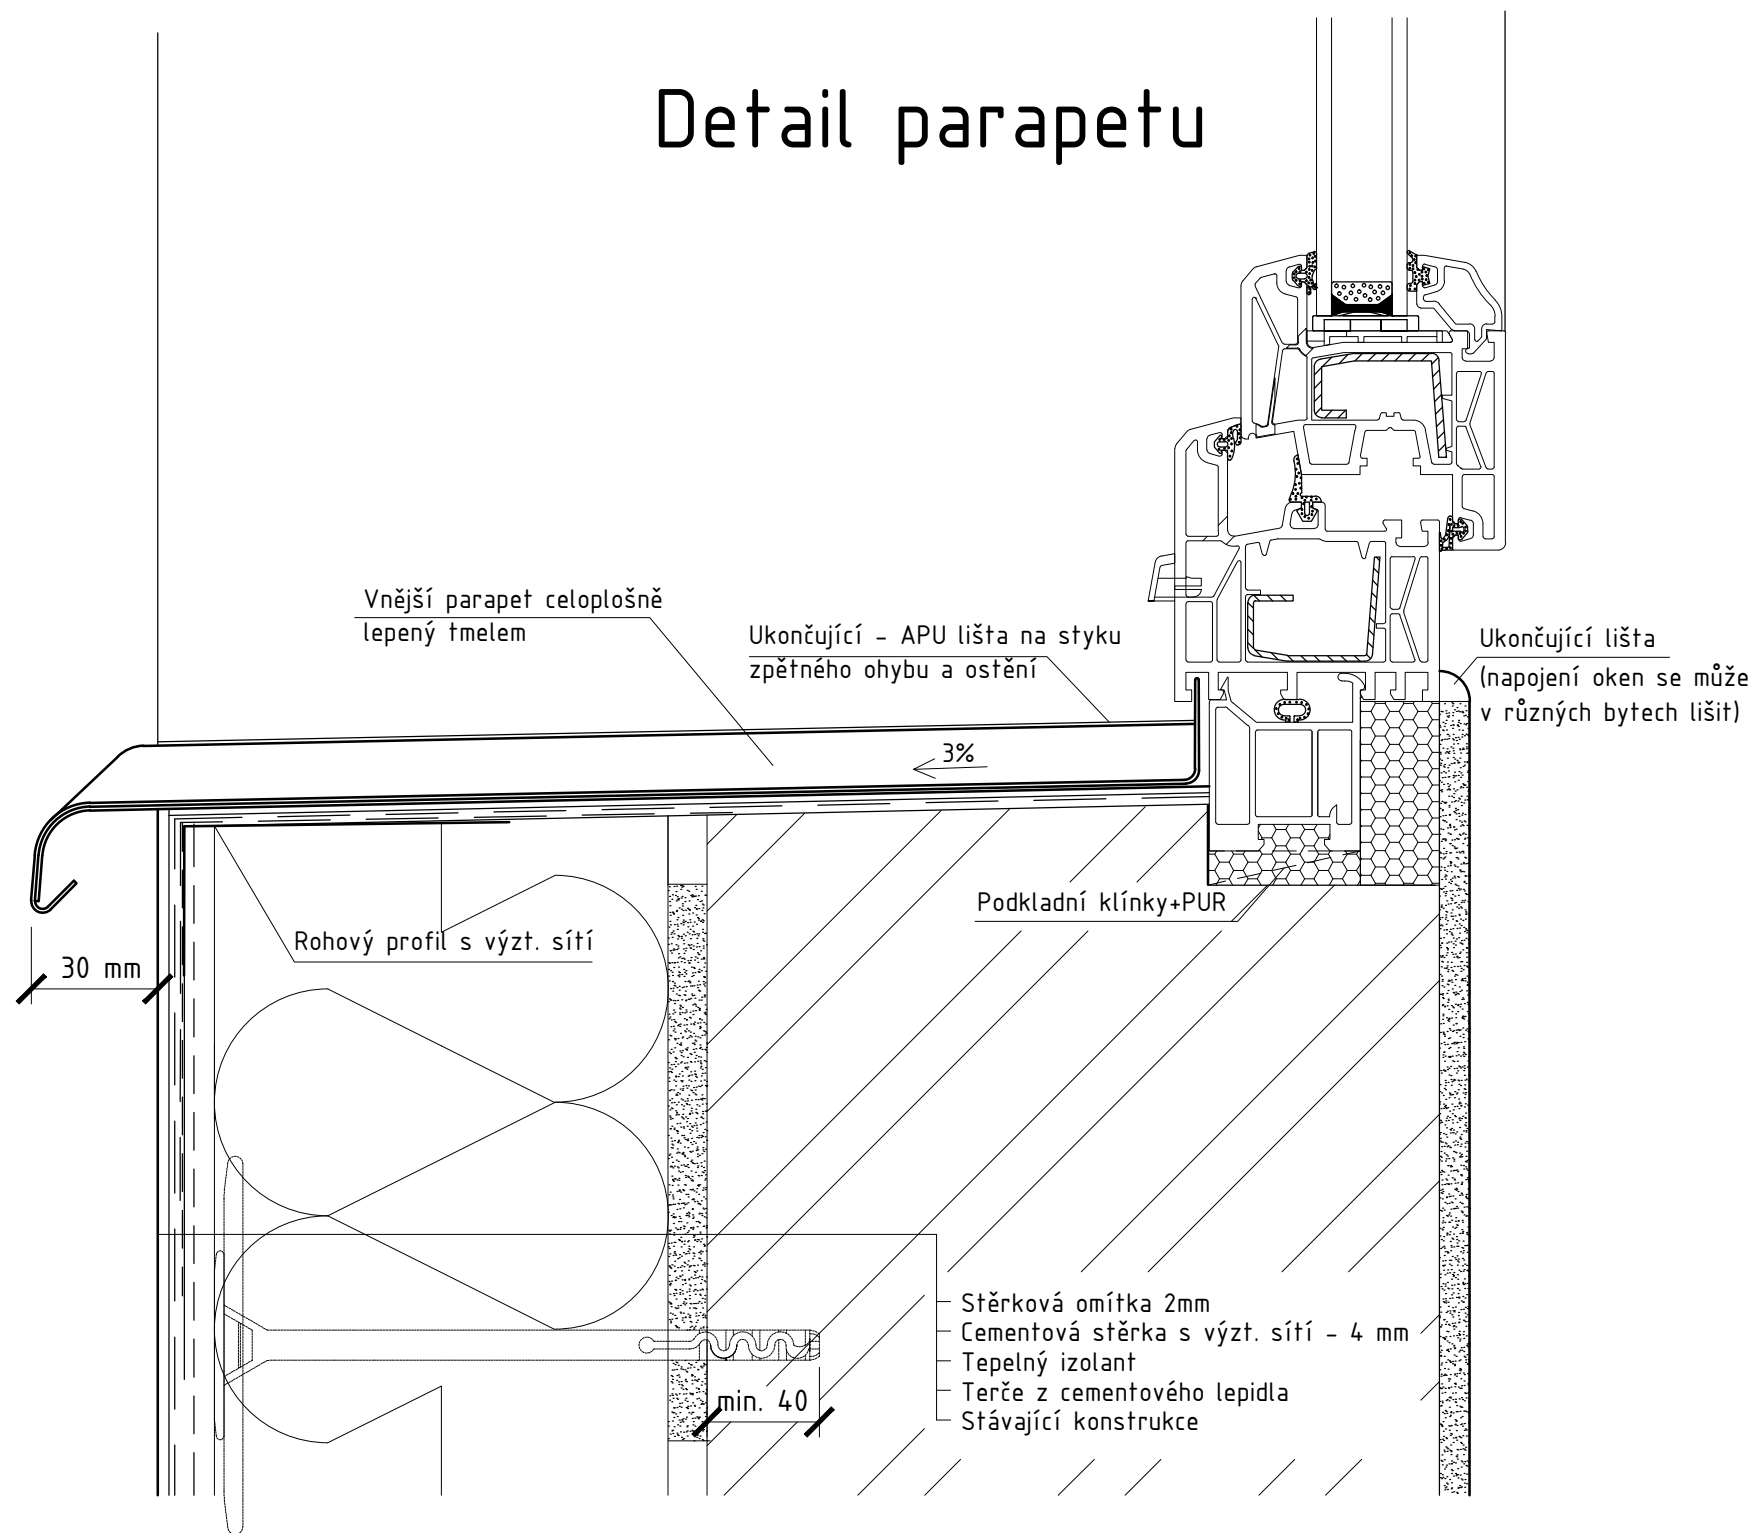 Detail parapetu
Vnější parapet celoplošně
lepený tmelem
Ukončující - APU lišta na styku
zpětného ohybu a ostění
Ukončující lišta
(napojení oken se může
v různých bytech lišit)
3%
Podkladní klínky+PUR
Rohový profil s výzt. sítí
30 mm
Stěrková omítka 2mm
Cementová stěrka s výzt. sítí - 4 mm
Tepelný izolant
Terče z cementového lepidla
Stávající konstrukce
min. 40